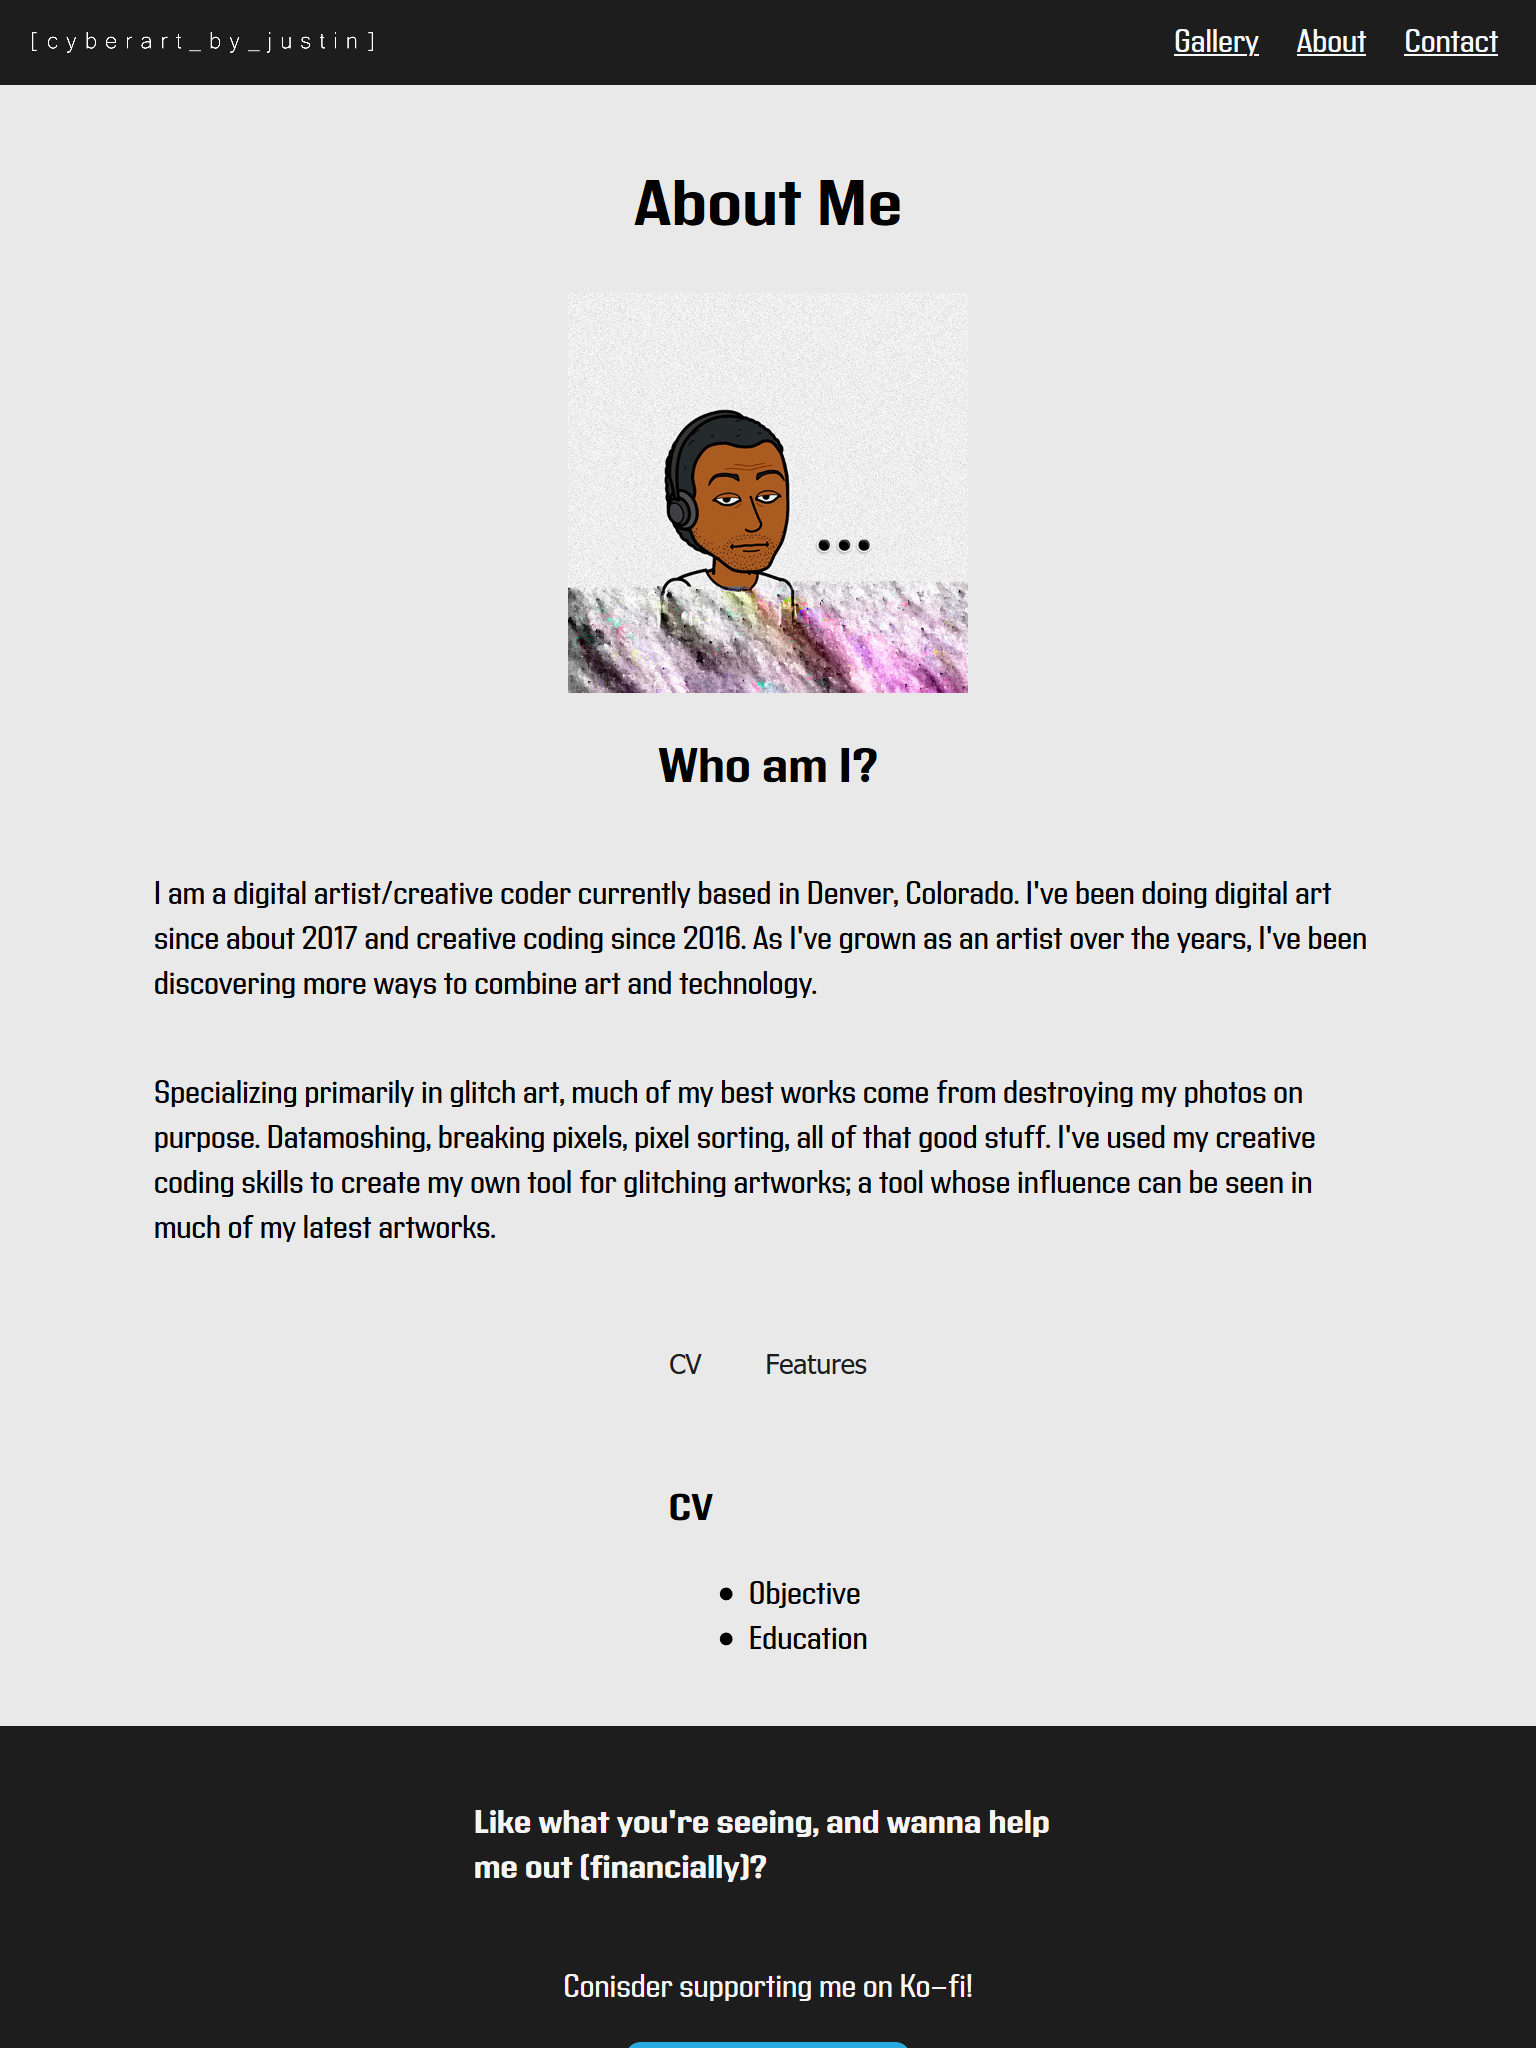 [cyberart_by_justin]
Gallery About Contact
About Me
Who am I?
I am a digital artist/creative coder currently based in Denver, Colorado. I've been doing digital art
since about 2017 and creative coding since 2016. As I've grown as an artist over the years, I've been
discovering more ways to combine art and technology.
Specializing primarily in glitch art, much of my best works come from destroying my photos on
purpose. Datamoshing, breaking pixels, pixel sorting, all of that good stuff. I've used my creative
coding skills to create my own tool for glitching artworks; a tool whose influence can be seen in
much of my latest artworks.
CV Features
CV
• Objective
• Education
Like what you're seeing, and wanna help
me out (financially)?
Conisder supporting me on Ko-fi!